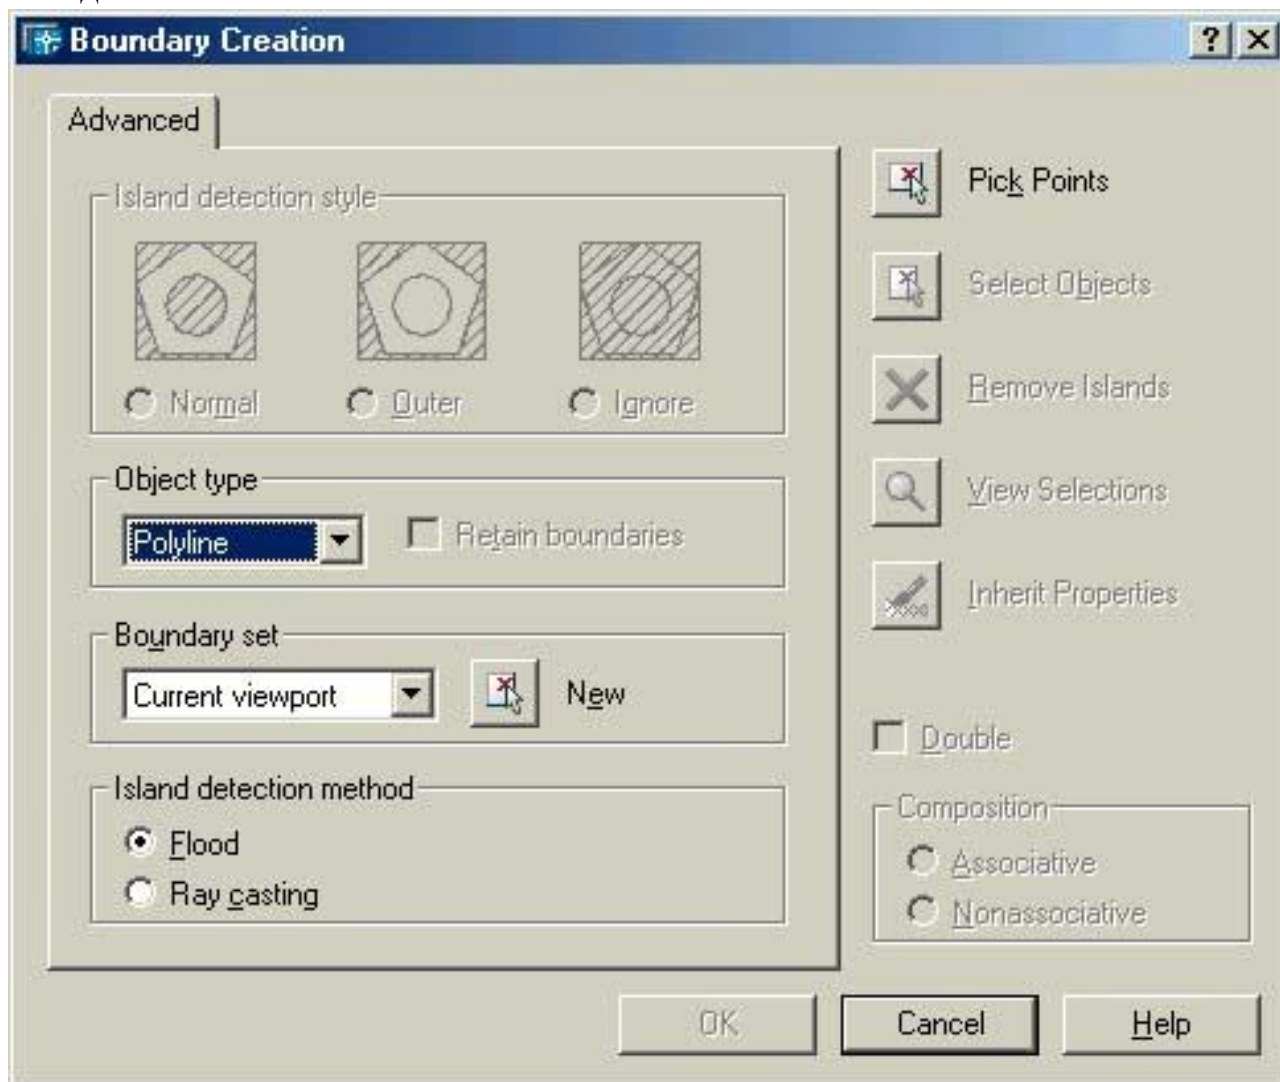 Boundary Creation
Advanced
Island detection style
Normal
Outer
Ignore
Object type
Polyline
Retain boundaries
Boundary set
Current viewport
New
Island detection method
Flood
Ray casting
Pick Points
Select Objects
Remove Islands
View Selections
Inherit Properties
Double
Composition
Associative
Nonassociative
OK
Cancel
Help